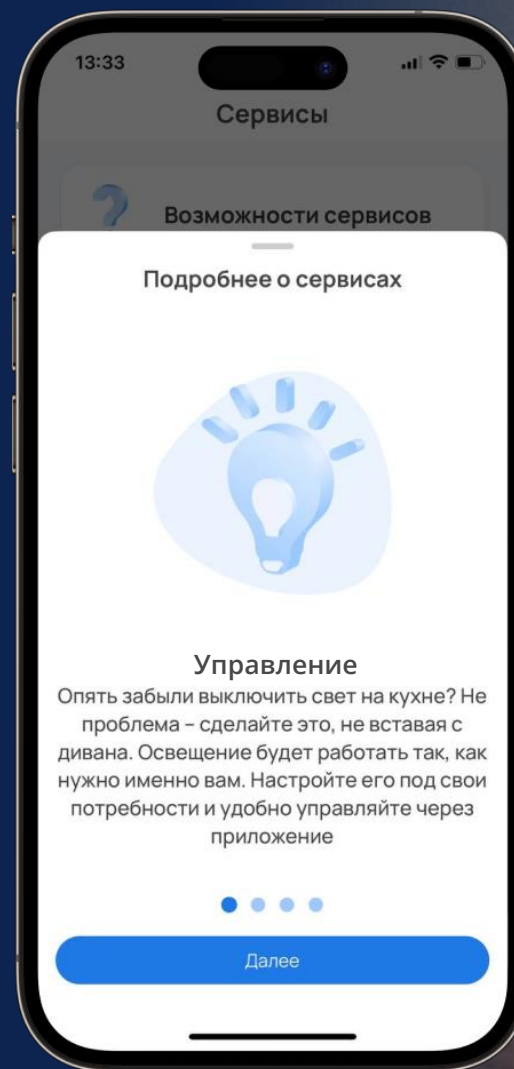 13:33
Сервисы
Возможности сервисов
Подробнее о сервисах
Управление
Опять забыли выключить свет на кухне? Не
проблема – сделайте это, не вставая с
дивана. Освещение будет работать так, как
нужно именно вам. Настройте его под свои
потребности и удобно управляйте через
приложение
Далее